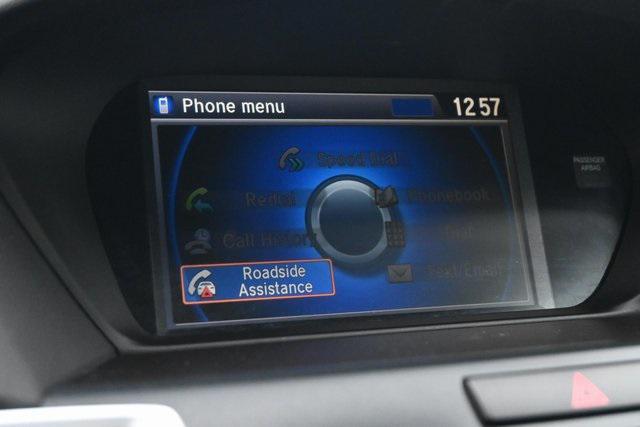 Phone menu
12 57
PASSENGER
AIRBAG
Speed Dial
Redial
Phonebook
Call History
Dial
Text/Email
Roadside
Assistance